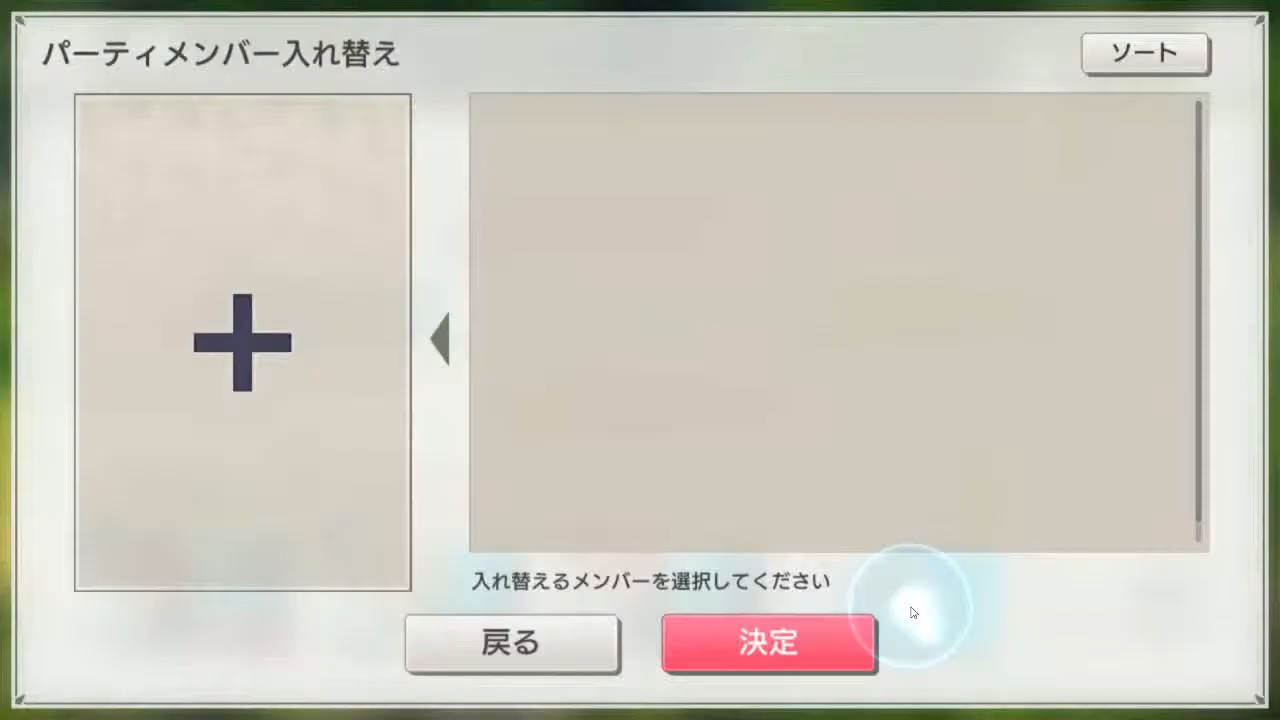 パーティメンバー入れ替え
ソート
入れ替えるメンバーを選択してください
戻る
決定